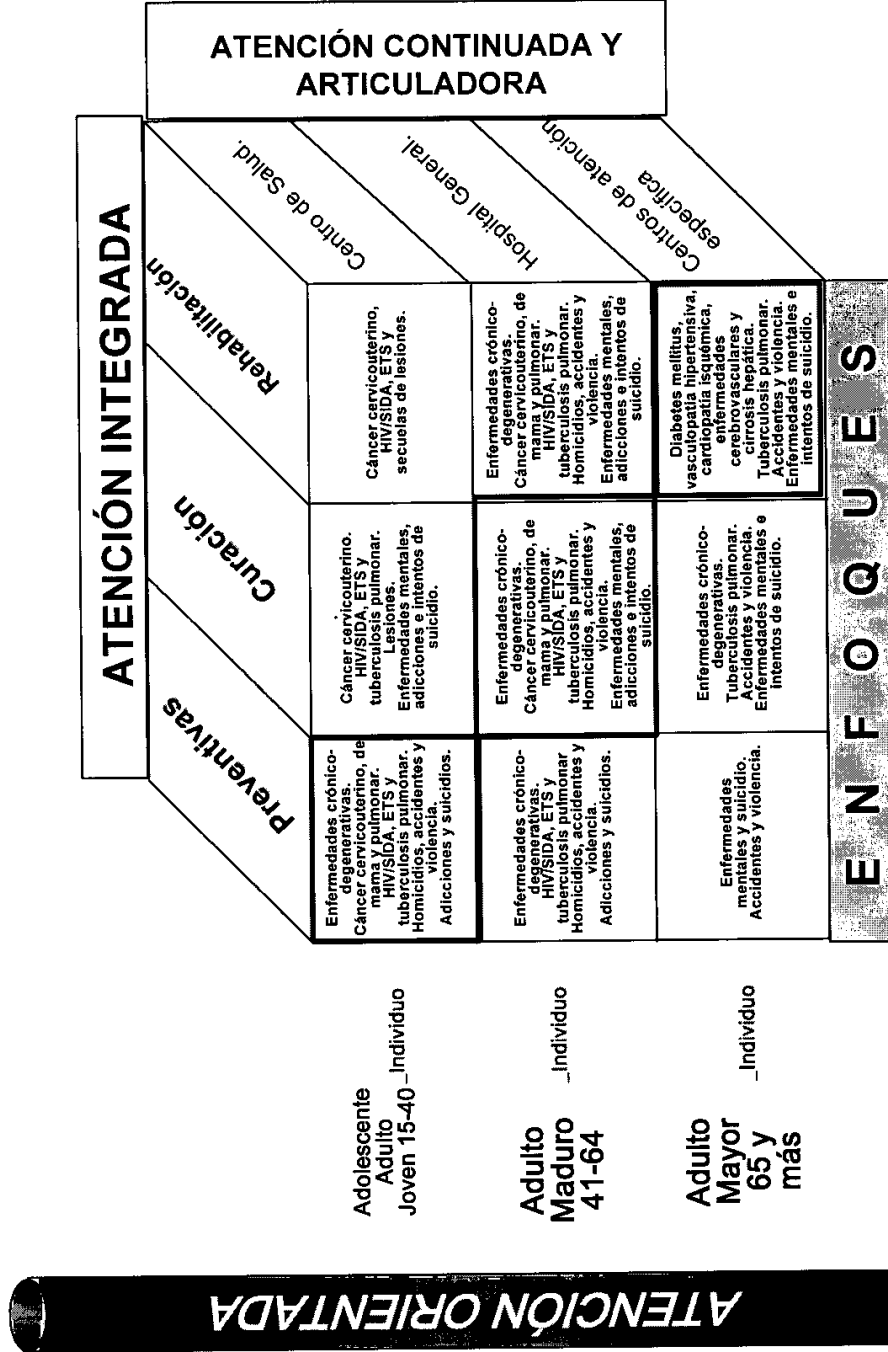 ATENCIÓN INTEGRADA
ATENCIÓN CONTINUADA Y
ARTICULADORA
Preventivas
Curación
Rehabilitación
Centro de Salud.
Hospital General.
Centros de atención
específica
Adolescente
Adulto
Joven 15-40
_Individuo
Enfermedades crónico-
degenerativas.
Cáncer cervicouterino, de
mama y pulmonar.
HIV/SIDA, ETS y
tuberculosis pulmonar.
Homicidios, accidentes y
violencia.
Adicciones y suicidios.
Cáncer cervicouterino.
HIV/SIDA, ETS y
tuberculosis pulmonar.
Lesiones.
Enfermedades mentales,
adicciones e intentos de
suicidio.
Cáncer cervicouterino,
HIV/SIDA, ETS y
secuelas de lesiones.
Adulto
Maduro
41-64
_Individuo
Enfermedades crónico-
degenerativas.
HIV/SIDA, ETS y
tuberculosis pulmonar
Homicidios, accidentes y
violencia.
Adicciones y suicidios.
Enfermedades crónico-
degenerativas.
Cáncer cervicouterino, de
mama y pulmonar.
HIV/SIDA, ETS y
tuberculosis pulmonar.
Homicidios, accidentes y
violencia.
Enfermedades mentales,
adicciones e intentos de
suicidio.
Enfermedades crónico-
degenerativas.
Cáncer cervicouterino, de
mama y pulmonar.
HIV/SIDA, ETS y
tuberculosis pulmonar.
Homicidios, accidentes y
violencia.
Enfermedades mentales,
adicciones e intentos de
suicidio.
Adulto
Mayor
65 y
más
_Individuo
Enfermedades
mentales y suicidio,
Accidentes y violencia.
Enfermedades crónico-
degenerativas.
Tuberculosis pulmonar.
Accidentes y violencia.
Enfermedades mentales e
intentos de suicidio.
Diabetes mellitus,
vasculopatía hipertensiva,
cardiopatía isquémica,
enfermedades
cerebrovasculares y
cirrosis hepática.
Tuberculosis pulmonar.
Accidentes y violencia.
Enfermedades mentales e
intentos de suicidio.
ENFOQUES
ATENCIÓN ORIENTADA